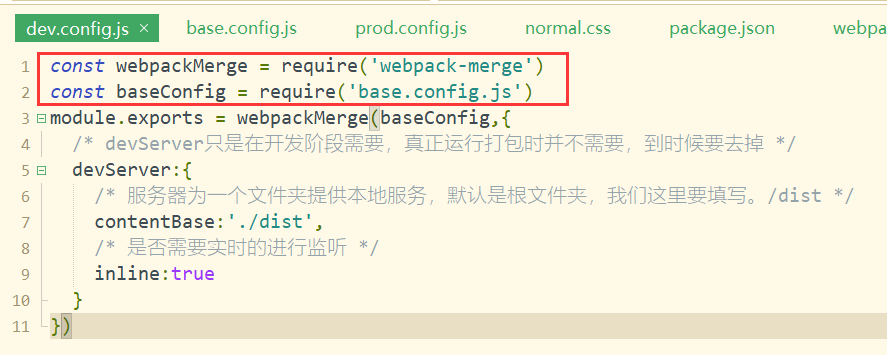 dev.config.js × base.config.js prod.config.js normal.css package.json webpa
1 const webpackMerge = require('webpack-merge')
2 const baseConfig = require('base.config.js')
3 module.exports = webpackMerge(baseConfig,{
4 /* devServer只是在开发阶段需要，真正运行打包时并不需要，到时候要去掉 */
5 devServer:{
6 /* 服务器为一个文件夹提供本地服务，默认是根文件夹，我们这里要填写。/dist */
7 contentBase:'./dist',
8 /* 是否需要实时的进行监听 */
9 inline:true
10 }
11 })